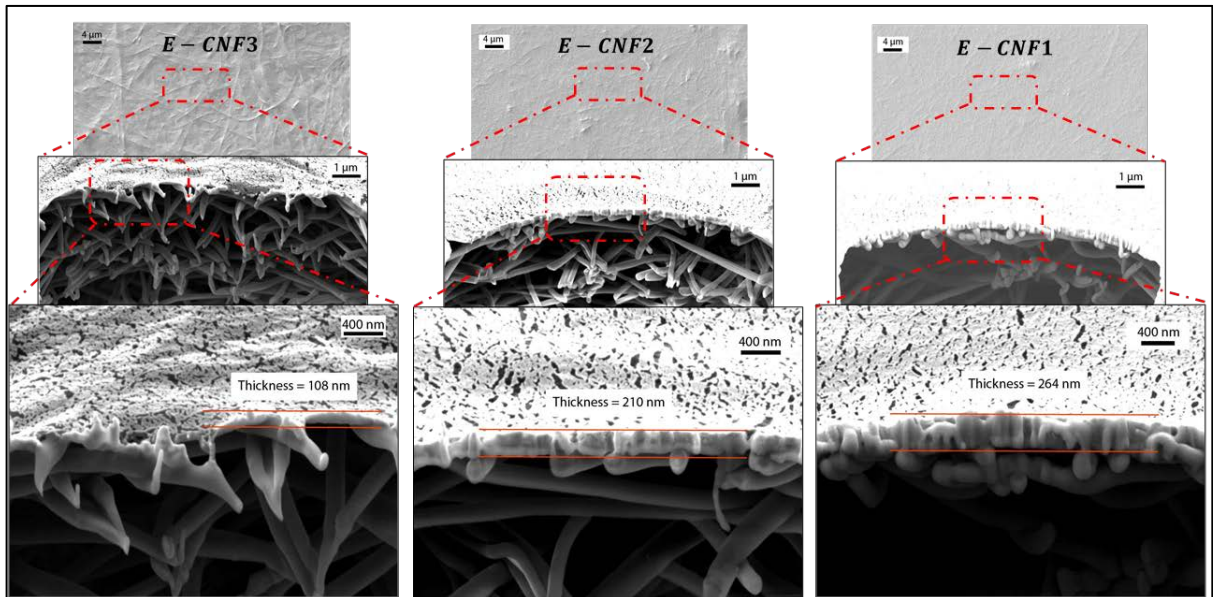 4 µm
E – CNF3
4 µm
E – CNF2
4 µm
E – CNF1
1 µm
1 µm
1 µm
400 nm
Thickness = 108 nm
400 nm
Thickness = 210 nm
400 nm
Thickness = 264 nm